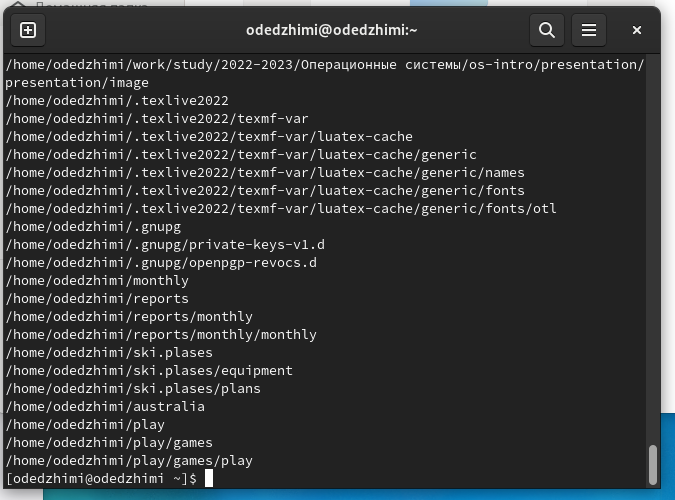 odedzhimi@odedzhimi:~
/home/odedzhimi/work/study/2022-2023/Операционные системы/os-intro/presentation/
presentation/image
/home/odedzhimi/.texlive2022
/home/odedzhimi/.texlive2022/texmf-var
/home/odedzhimi/.texlive2022/texmf-var/luatex-cache
/home/odedzhimi/.texlive2022/texmf-var/luatex-cache/generic
/home/odedzhimi/.texlive2022/texmf-var/luatex-cache/generic/names
/home/odedzhimi/.texlive2022/texmf-var/luatex-cache/generic/fonts
/home/odedzhimi/.texlive2022/texmf-var/luatex-cache/generic/fonts/otl
/home/odedzhimi/.gnupg
/home/odedzhimi/.gnupg/private-keys-v1.d
/home/odedzhimi/.gnupg/openpgp-revocs.d
/home/odedzhimi/monthly
/home/odedzhimi/reports
/home/odedzhimi/reports/monthly
/home/odedzhimi/reports/monthly/monthly
/home/odedzhimi/ski.plases
/home/odedzhimi/ski.plases/equipment
/home/odedzhimi/ski.plases/plans
/home/odedzhimi/australia
/home/odedzhimi/play
/home/odedzhimi/play/games
/home/odedzhimi/play/games/play
[odedzhimi@odedzhimi ~]$